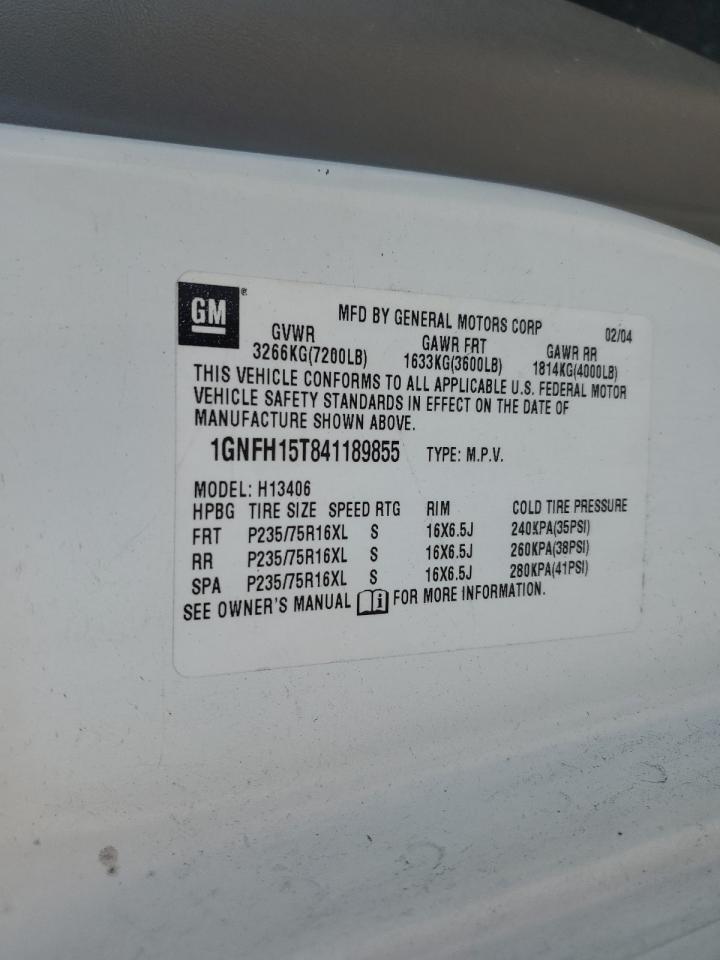 GM ®
MFD BY GENERAL MOTORS CORP 02/04
GVWR GAWR FRT GAWR RR
3266KG(7200LB) 1633KG(3600LB) 1814KG(4000LB)
THIS VEHICLE CONFORMS TO ALL APPLICABLE U.S. FEDERAL MOTOR
VEHICLE SAFETY STANDARDS IN EFFECT ON THE DATE OF
MANUFACTURE SHOWN ABOVE.
1GNFH15T841189855 TYPE: M.P.V.
MODEL: H13406
HPBG TIRE SIZE SPEED RTG RIM COLD TIRE PRESSURE
FRT P235/75R16XL S 16X6.5J 240KPA(35PSI)
RR P235/75R16XL S 16X6.5J 260KPA(38PSI)
SPA P235/75R16XL S 16X6.5J 280KPA(41PSI)
SEE OWNER'S MANUAL i FOR MORE INFORMATION.